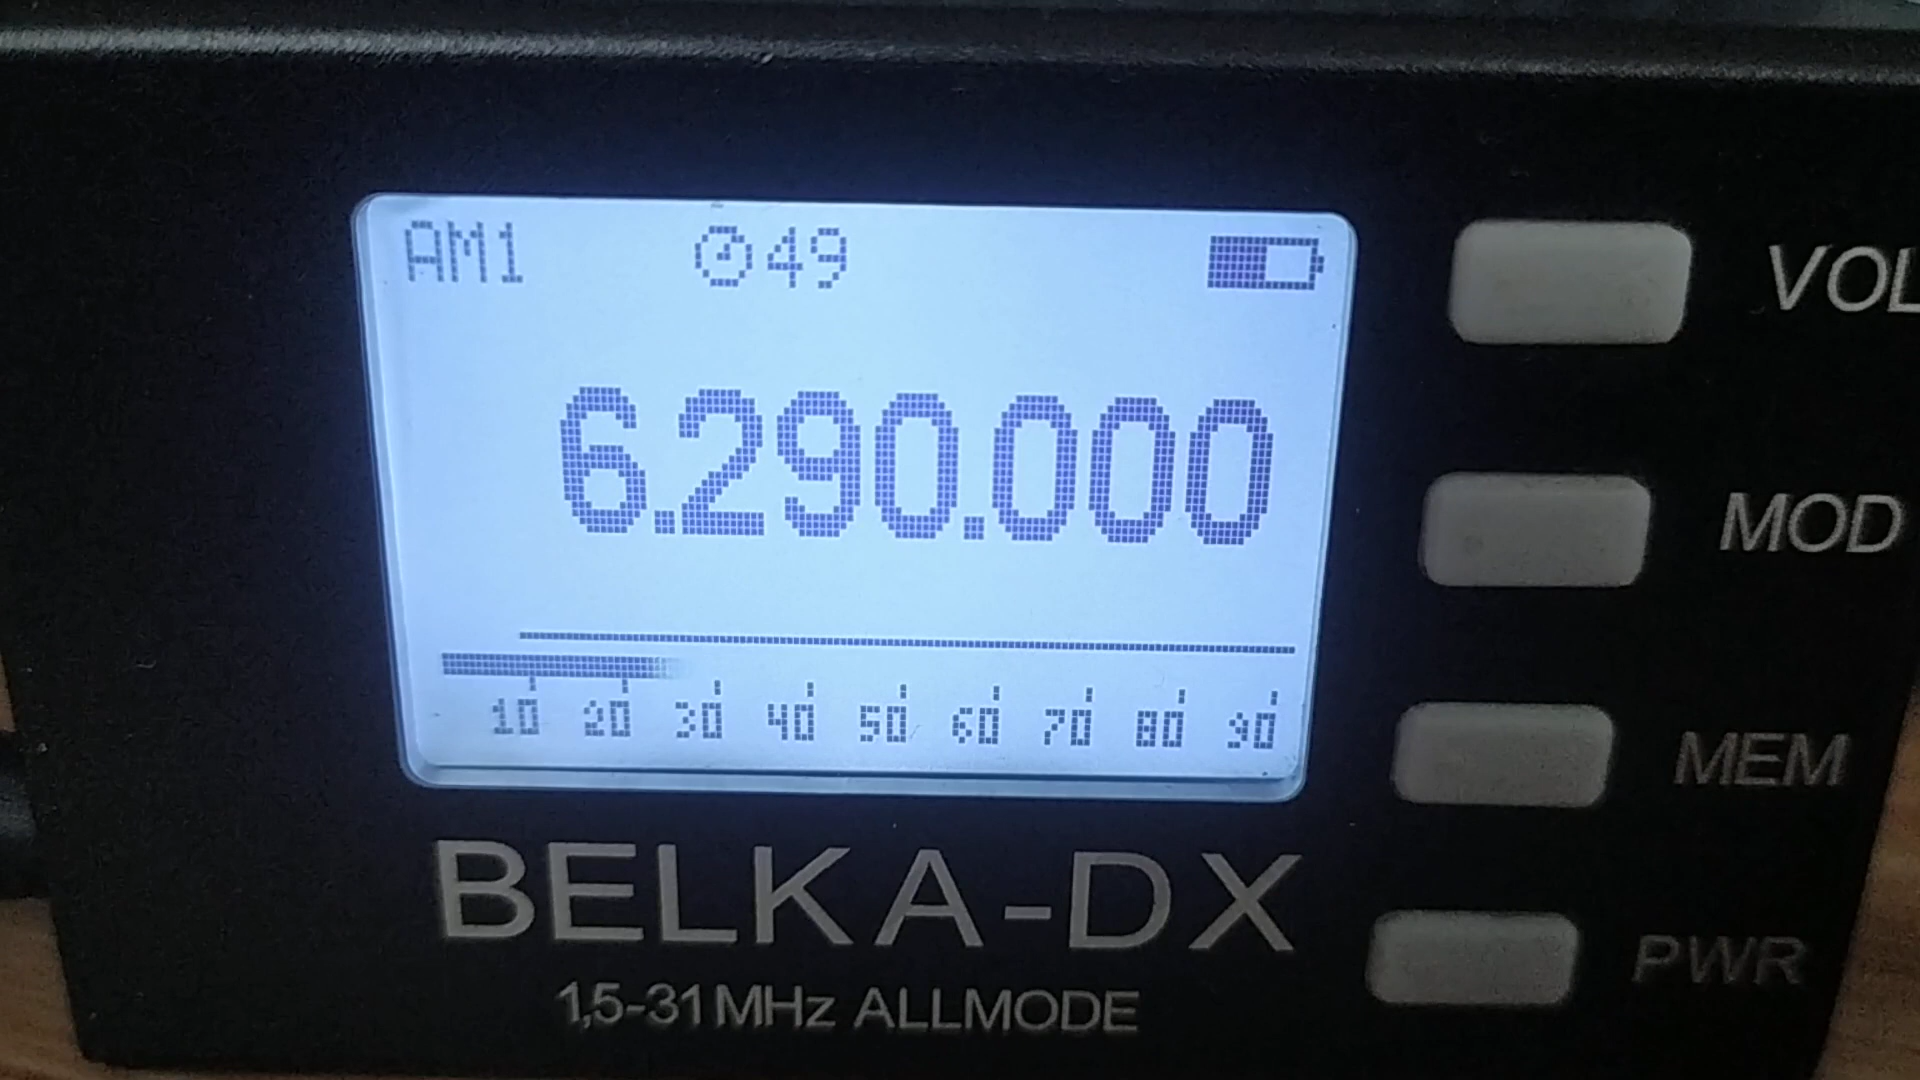 AM1 49
6.290.000
10 20 30 40 50 60 70 80 90
BELKA-DX
1,5-31MHz ALLMODE
VOL
MOD
MEM
PWR